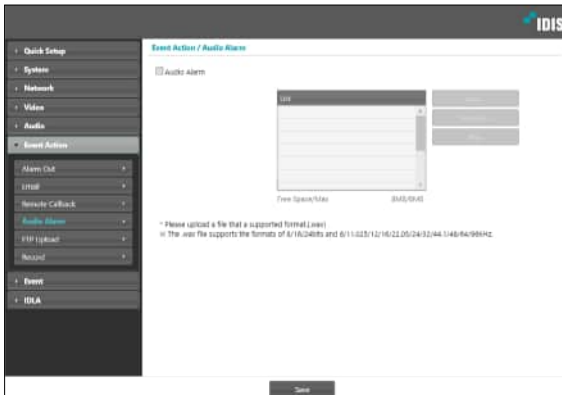 IDIS
Quick Setup
System
Network
Video
Audio
Event Action
Alarm Out
Email
Remote Callback
Audio Alarm
FTP Upload
Record
Event
IDLA
Event Action / Audio Alarm
Audio Alarm
List
Free Space/Max 8MB/8MB
* Please upload a file that a supported format.(.wav)
※ The .wav file supports the formats of 8/16/24bits and 8/11.025/12/16/22.05/24/32/44.1/48/64/96KHz.
Save